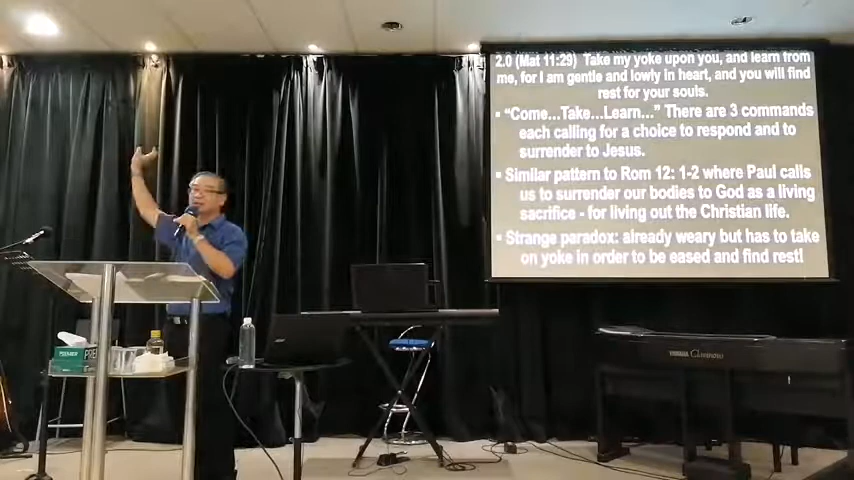 2.0 (Mat 11:29) Take my yoke upon you, and learn from
me, for I am gentle and lowly in heart, and you will find
rest for your souls.
• “Come...Take...Learn...” There are 3 commands
each calling for a choice to respond and
surrender to Jesus.
• Similar pattern to Rom 12: 1-2 where Paul calls
us to surrender our bodies to God as a living
sacrifice - for living out the Christian life.
• Strange paradox: already weary but has to take
on a yoke in order to be eased and find rest!
PREMIER
YAMAHA Clavinova